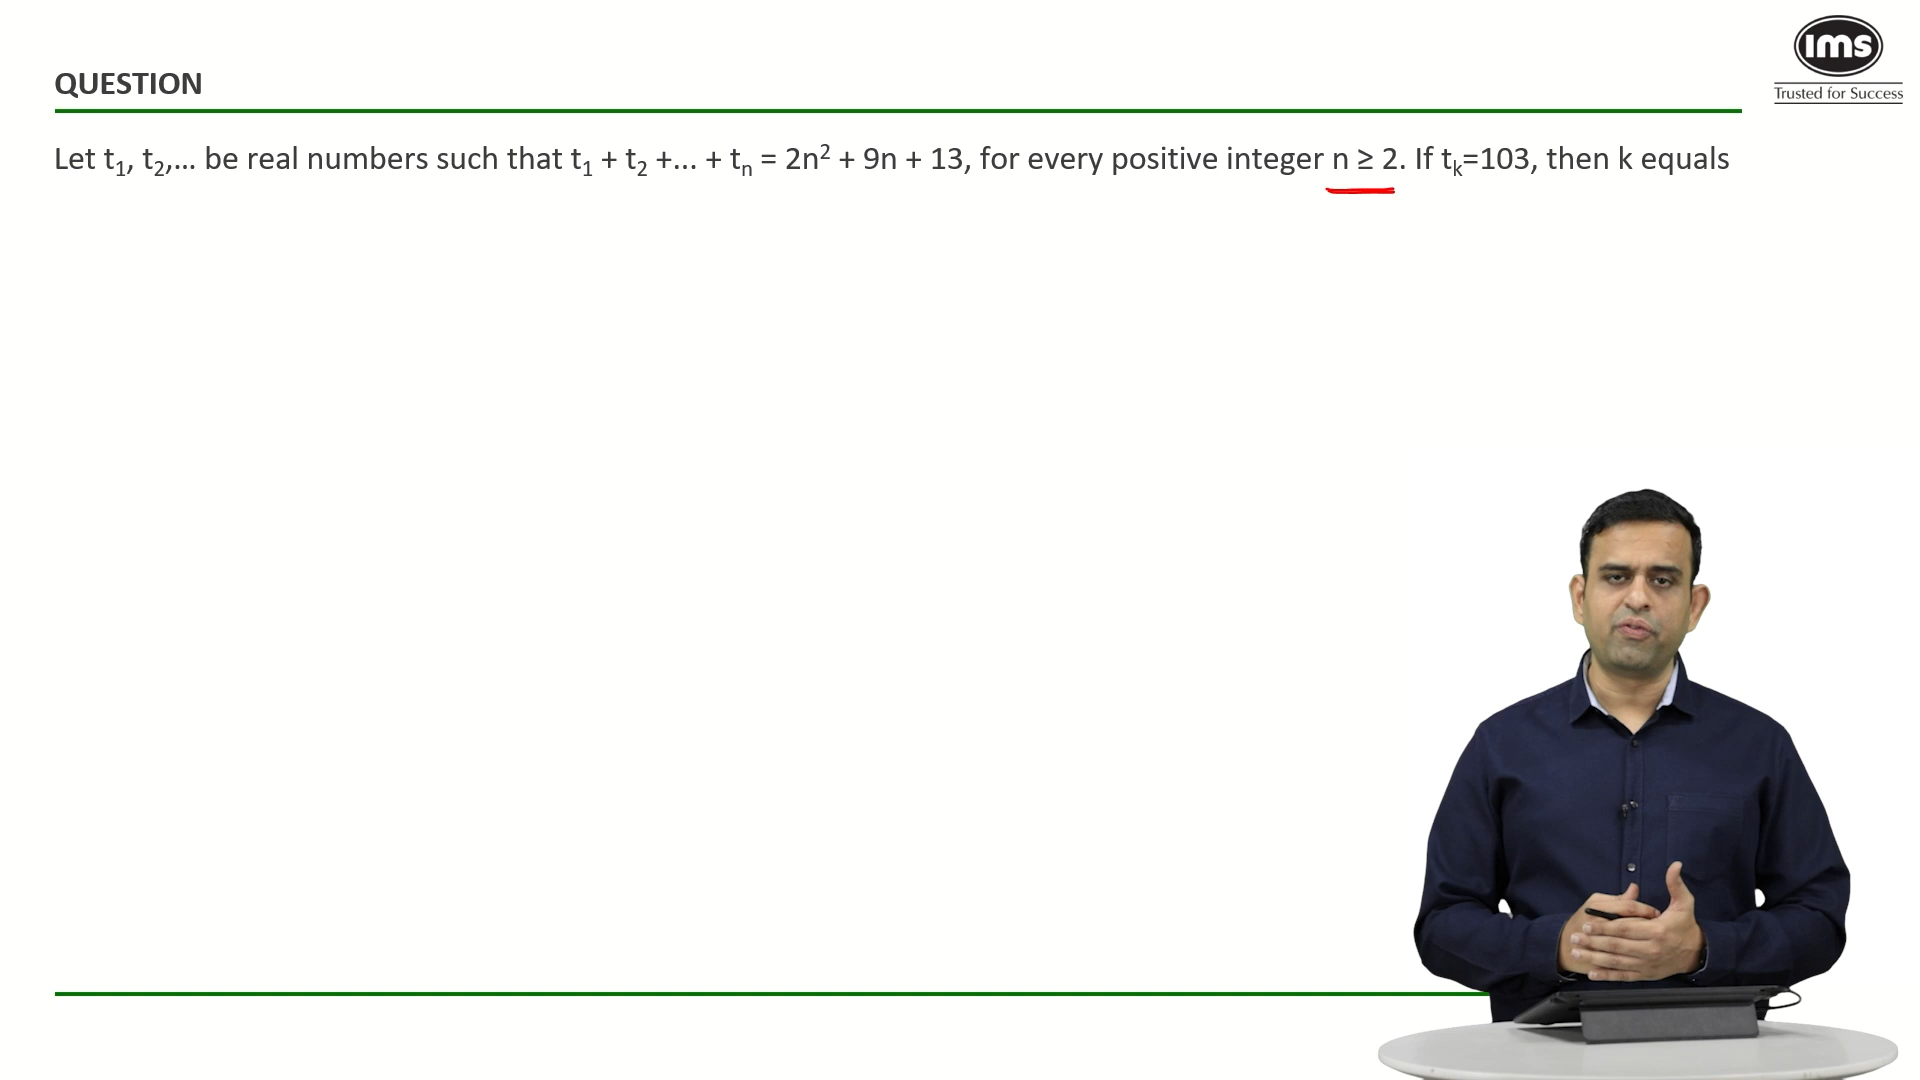 ims
Trusted for Success
QUESTION
Let t₁, t₂,... be real numbers such that t₁ + t₂ +... + tₙ = 2n² + 9n + 13, for every positive integer n ≥ 2. If tₖ=103, then k equals